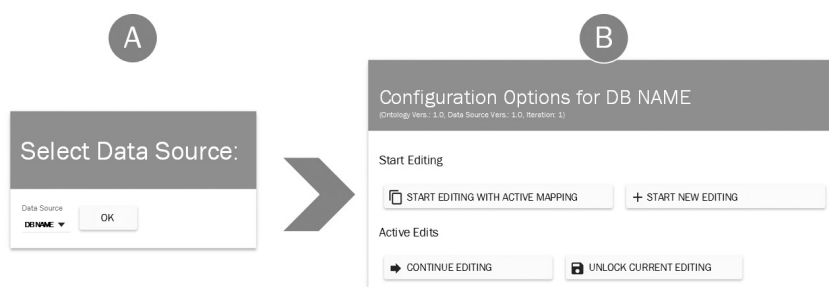 A
Select Data Source:
Data Source
DB NAME
OK
B
Configuration Options for DB NAME
(Ontology Vers.: 1.0, Data Source Vers.: 1.0, Iteration: 1)
Start Editing
START EDITING WITH ACTIVE MAPPING
+ START NEW EDITING
Active Edits
CONTINUE EDITING
UNLOCK CURRENT EDITING